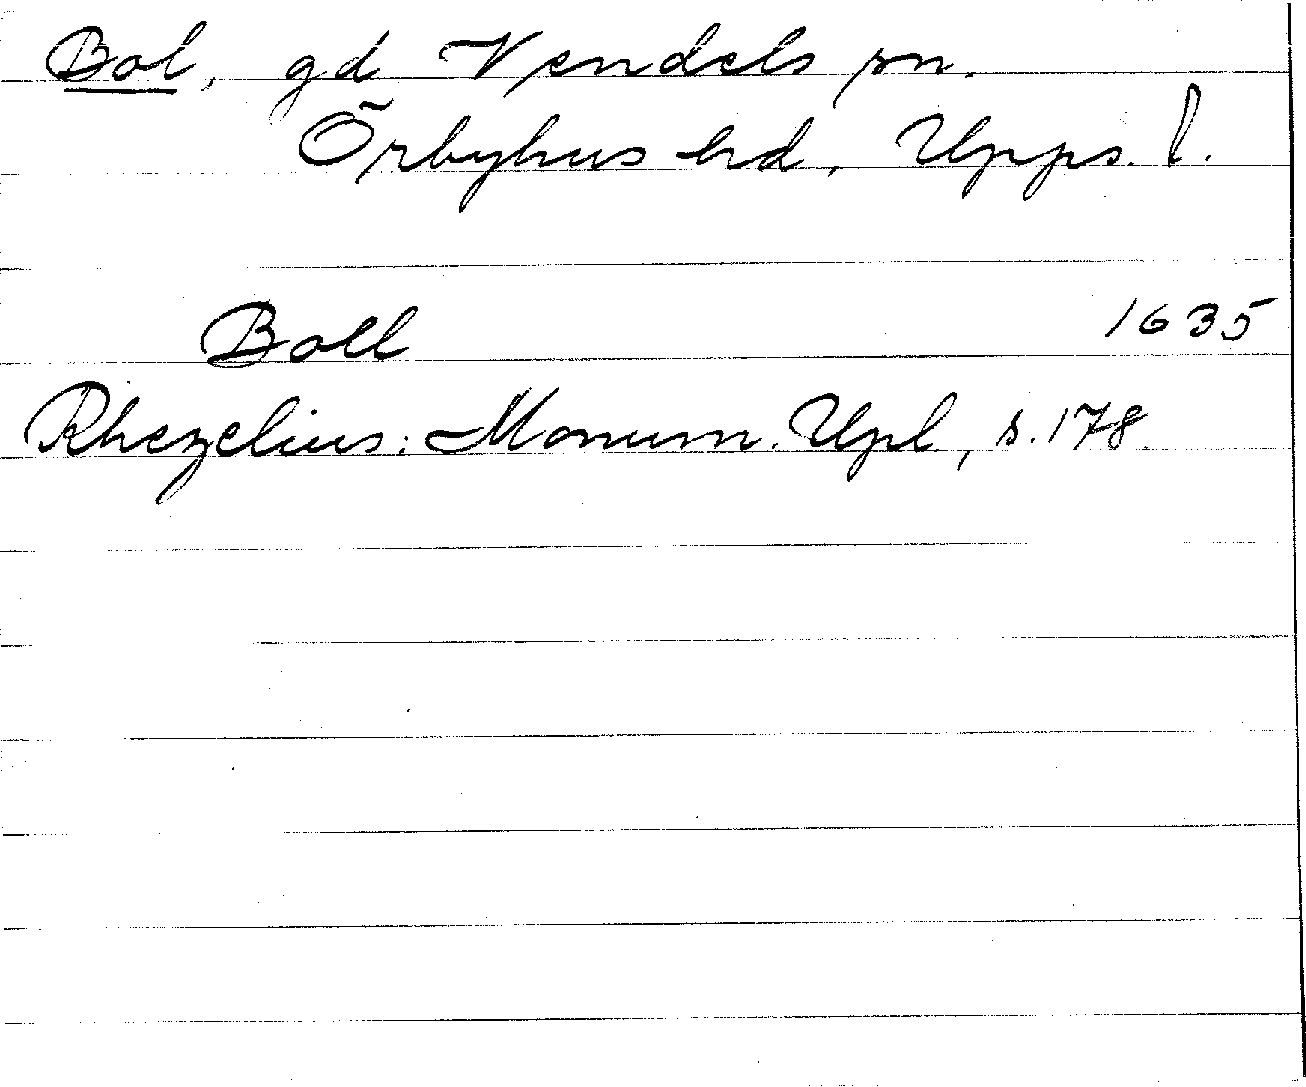 Bol, gd Vendels sn.
Örbyhus hd, Upps. l.
Boll 1635
Rhezelius: Monum. Upl, s. 178.